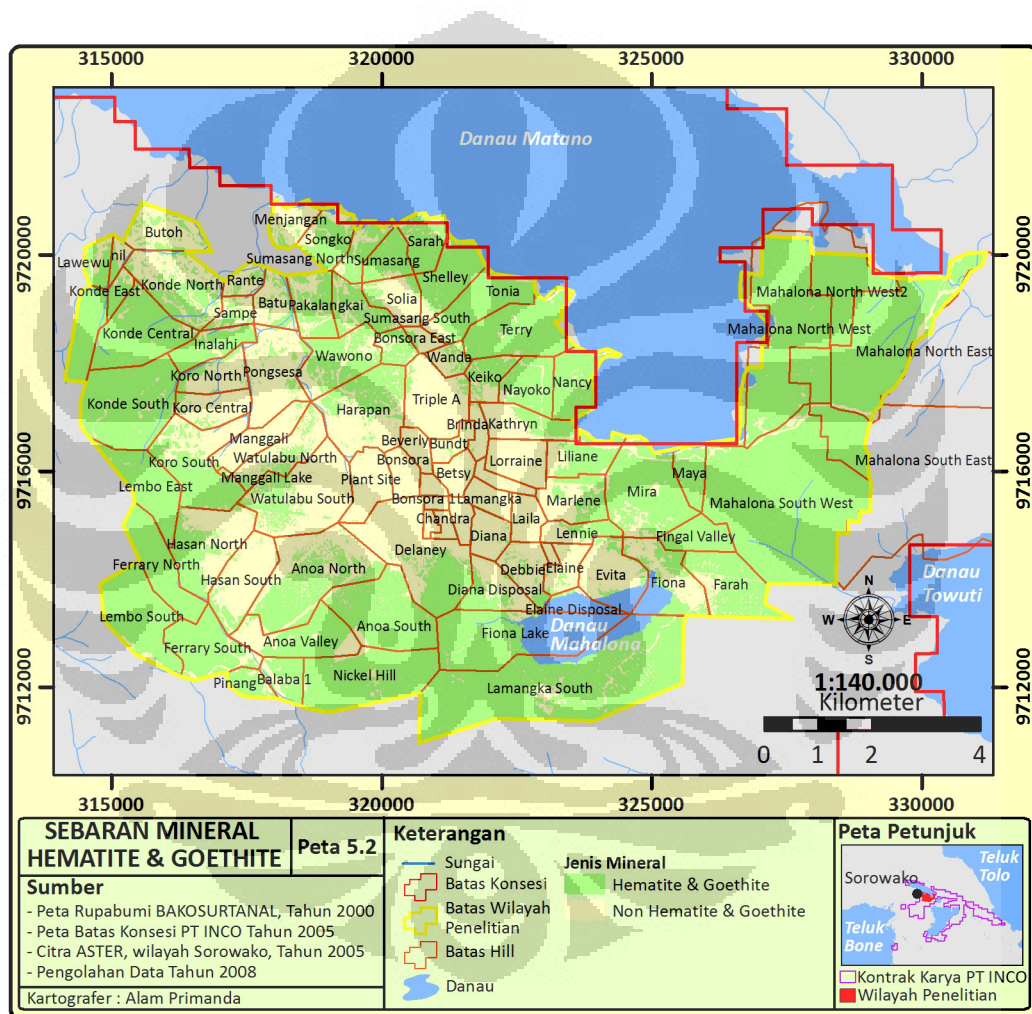 315000 320000 325000 330000
Danau Matano
Menjangan
Butoh
Songko
Sarah
9720000
9720000
Lawewu
hil
Sumasang North
Sumasang
Konde East
Konde North
Rante
Shelley
Tonia
Mahalona North West2
Batu
Pakalangkai
Solia
Sampe
Sumasang South
Terry
Mahalona North West
Konde Central
Inalahi
Bonsora East
Wawono
Wanda
Mahalona North East
Koro North
Pongsesa
Keiko
Nayoko
Nancy
Konde South
Koro Central
Harapan
Triple A
Brinda
Kathryn
Manggali
Beverly
Bundt
Koro South
Watulabu North
Bonsora
Lorraine
Liliane
9716000
9716000
Mahalona South East
Lembo East
Manggali Lake
Plant Site
Betsy
Maya
Mira
Watulabu South
Bonsora 1
Lamangka
Marlene
Mahalona South West
Chandra
Laila
Hasan North
Diana
Lennie
Fingal Valley
Delaney
Ferrary North
Anoa North
Debbie
Elaine
Evita
Danau
Towuti
Hasan South
Diana Disposal
Fiona
Farah
Lembo South
Elaine Disposal
Anoa South
Fiona Lake
Danau
Mahalona
Ferrary South
Anoa Valley
N
W E
S
Pinang
Balaba 1
Nickel Hill
Lamangka South
9712000
9712000
1:140.000
Kilometer
0 1 2 4
315000 320000 325000 330000
SEBARAN MINERAL
HEMATITE & GOETHITE
Peta 5.2
Sumber
- Peta Rupabumi BAKOSURTANAL, Tahun 2000
- Peta Batas Konsesi PT INCO Tahun 2005
- Citra ASTER, wilayah Sorowako, Tahun 2005
- Pengolahan Data Tahun 2008
Kartografer : Alam Primanda
Keterangan
Sungai
Batas Konsesi
Batas Wilayah
Penelitian
Batas Hill
Danau
Jenis Mineral
Hematite & Goethite
Non Hematite & Goethite
Peta Petunjuk
Teluk
Tolo
Sorowako
Teluk
Bone
Kontrak Karya PT INCO
Wilayah Penelitian